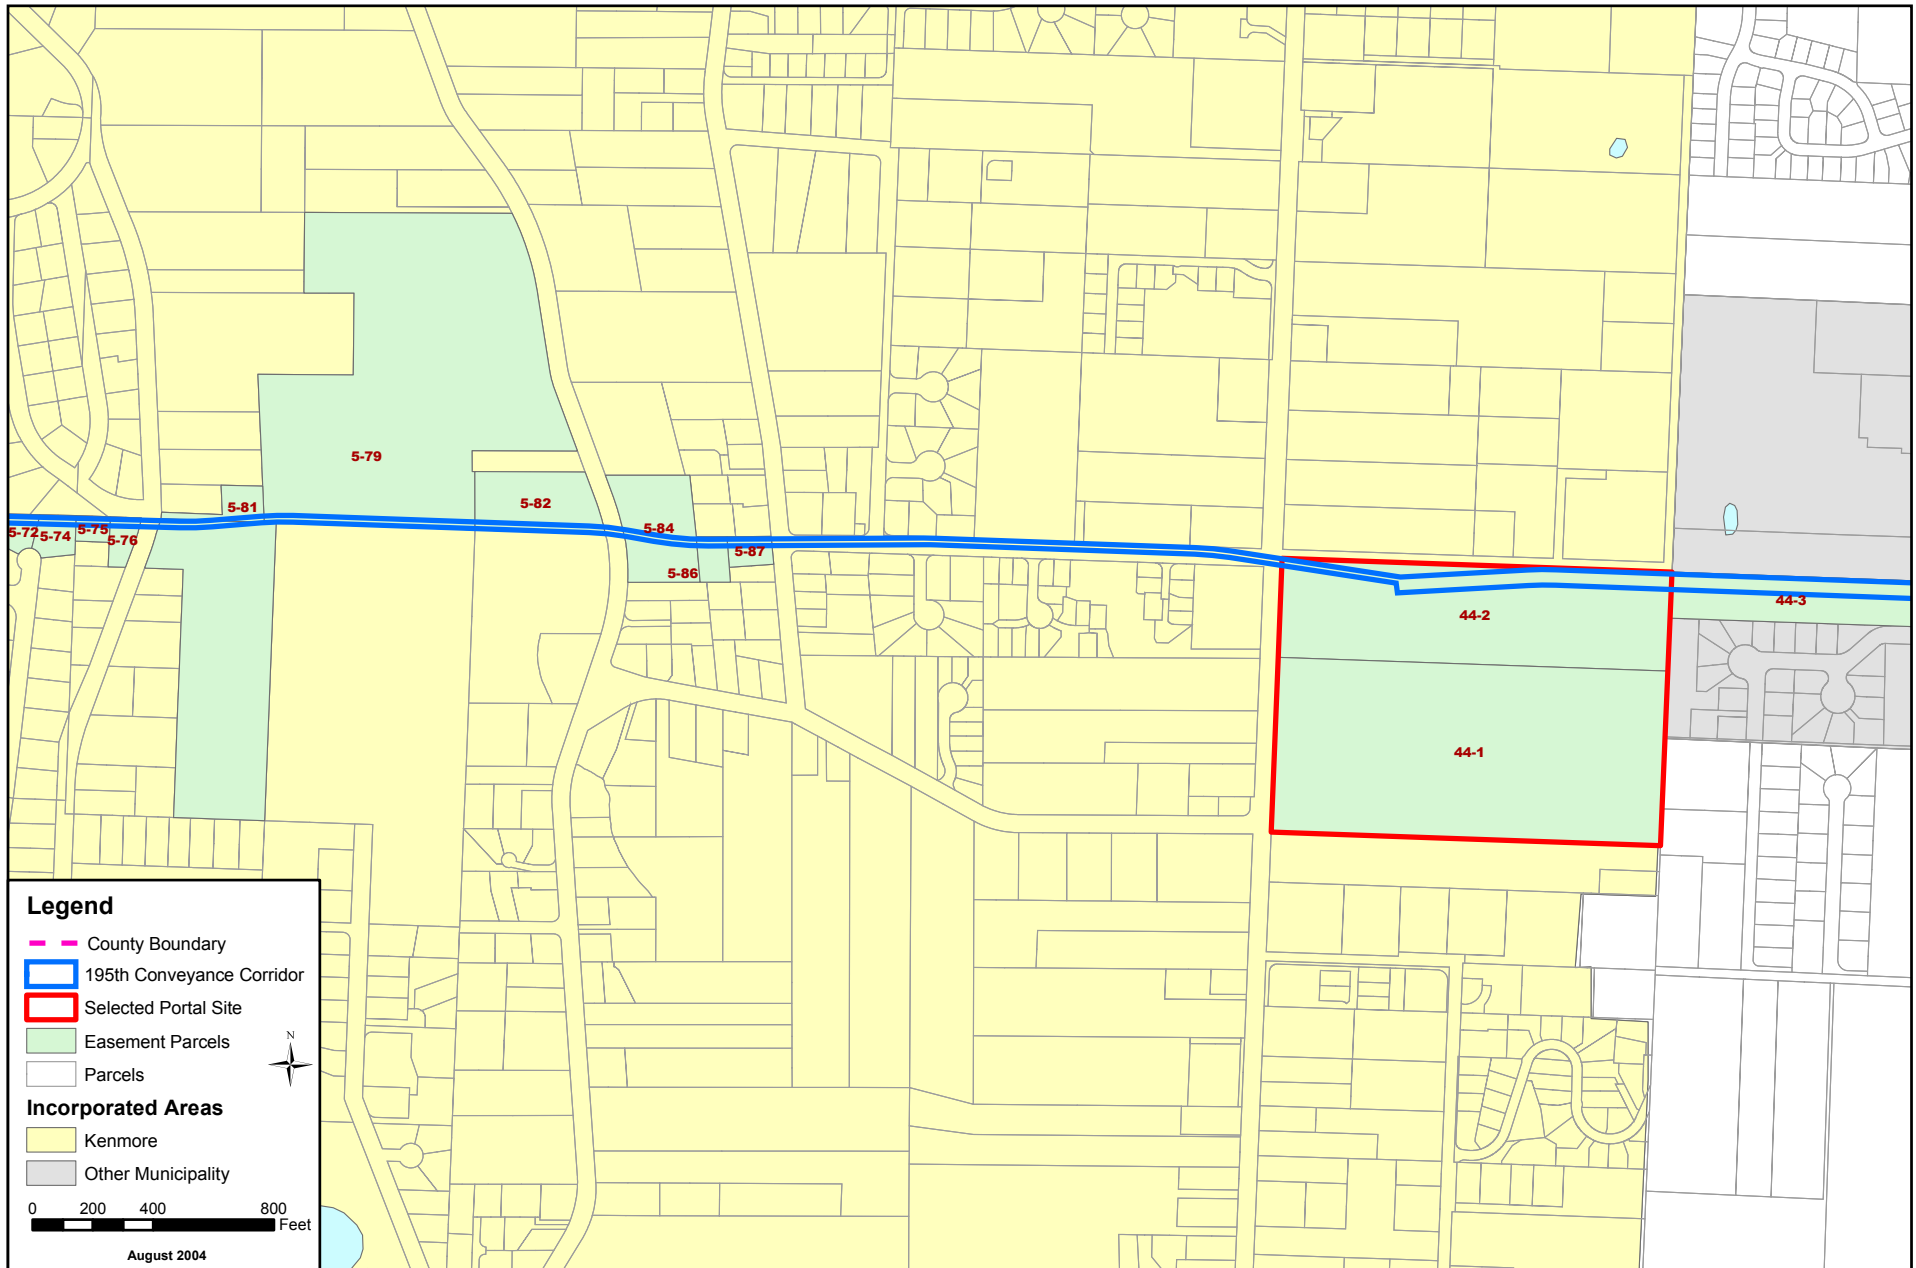 5-79
5-81
5-82
5-84
5-72
5-74
5-75
5-76
5-87
5-86
44-3
44-2
44-1
Legend
County Boundary
195th Conveyance Corridor
Selected Portal Site
Easement Parcels
N
Parcels
Incorporated Areas
Kenmore
Other Municipality
0 200 400 800
Feet
August 2004